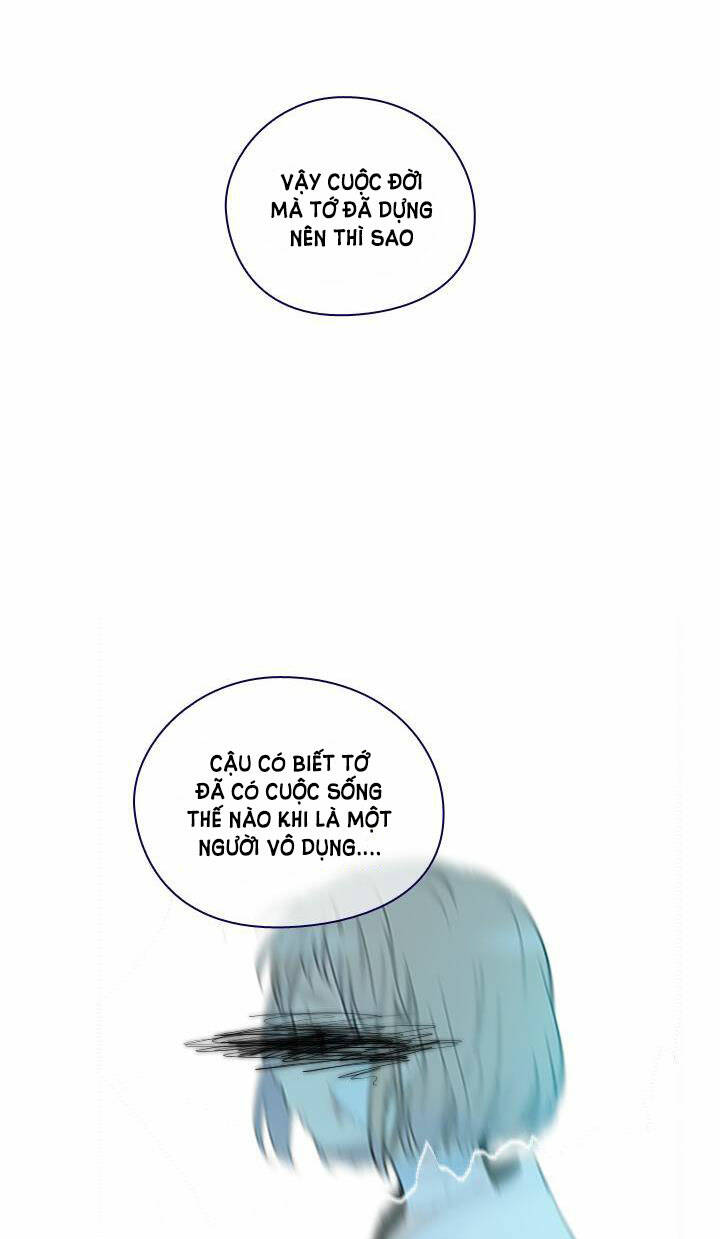 VẬY CUỘC ĐỜI
MÀ TỚ ĐÃ DỰNG
NÊN THÌ SAO
CẬU CÓ BIẾT TỚ
ĐÃ CÓ CUỘC SỐNG
THẾ NÀO KHI LÀ MỘT
NGƯỜI VÔ DỤNG....